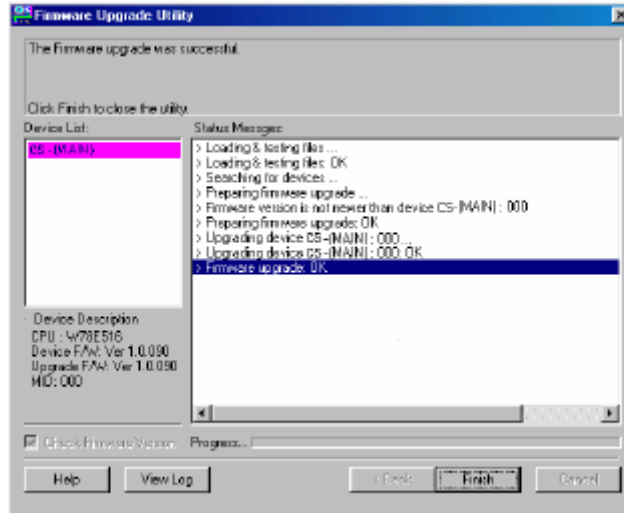 Firmware Upgrade Utility
The Firmware upgrade was successful.
Click Finish to close the utility.
Device List:
CS-(MAIN)
Status Messages:
> Loading & testing files ...
> Loading & testing files: OK
> Searching for devices ...
> Preparing firmware upgrade ...
> Firmware version is not newer than device CS-(MAIN) : 000
> Preparing firmware upgrade: OK
> Upgrading device CS-(MAIN) : 000...
> Upgrading device CS-(MAIN) : 000: OK
> Firmware upgrade: OK
Device Description
CPU : W78E516
Device F/W: Ver 1.0.090
Upgrade F/W: Ver 1.0.090
MID: 000
Check Firmware Version
Progress...
Help
View Log
< Back
Finish
Cancel